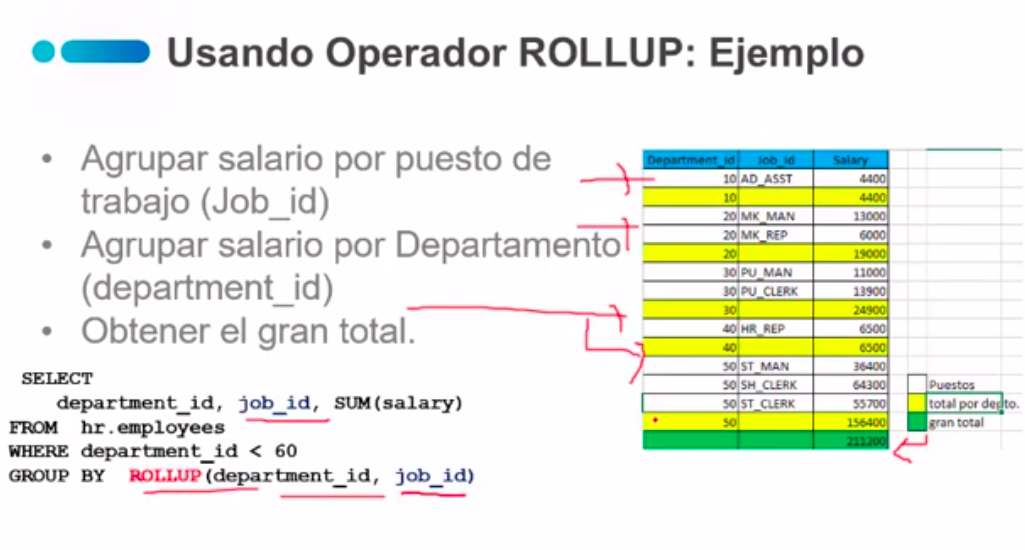 Usando Operador ROLLUP: Ejemplo
• Agrupar salario por puesto de
trabajo (Job_id)
• Agrupar salario por Departamento
(department_id)
• Obtener el gran total.
SELECT
department_id, job_id, SUM(salary)
FROM hr.employees
WHERE department_id < 60
GROUP BY ROLLUP(department_id, job_id)
Department_id Job_id Salary
10 AD_ASST 4400
10 4400
20 MK_MAN 13000
20 MK_REP 6000
20 19000
30 PU_MAN 11000
30 PU_CLERK 13900
30 24900
40 HR_REP 6500
40 6500
50 ST_MAN 36400
50 SH_CLERK 64300
50 ST_CLERK 55700
50 156400
211200
Puestos
total por depto.
gran total